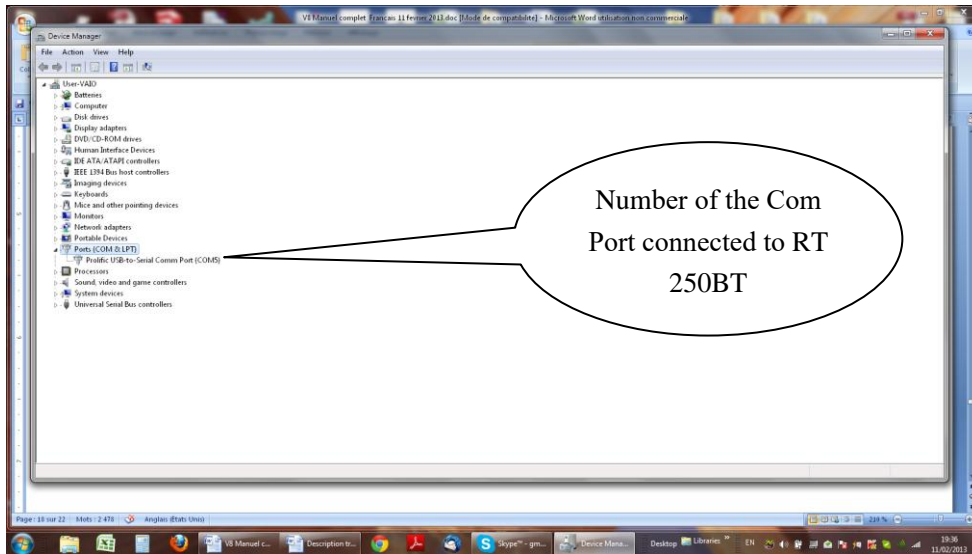 V8 Manuel complet Francais 11 fevrier 2013.doc [Mode de compatibilité] - Microsoft Word utilisation non commerciale
Device Manager
File Action View Help
User-VAIO
Batteries
Computer
Disk drives
Display adapters
DVD/CD-ROM drives
Human Interface Devices
IDE ATA/ATAPI controllers
IEEE 1394 Bus host controllers
Imaging devices
Keyboards
Mice and other pointing devices
Monitors
Network adapters
Portable Devices
Ports (COM & LPT)
Prolific USB-to-Serial Comm Port (COM5)
Processors
Sound, video and game controllers
System devices
Universal Serial Bus controllers
Number of the Com
Port connected to RT
250BT
Page : 18 sur 22 Mots : 2 478 Anglais (États Unis)
V8 Manuel c... Description tr... Skype™ - gm... Device Mana... Desktop Libraries EN 19:36
11/02/2013